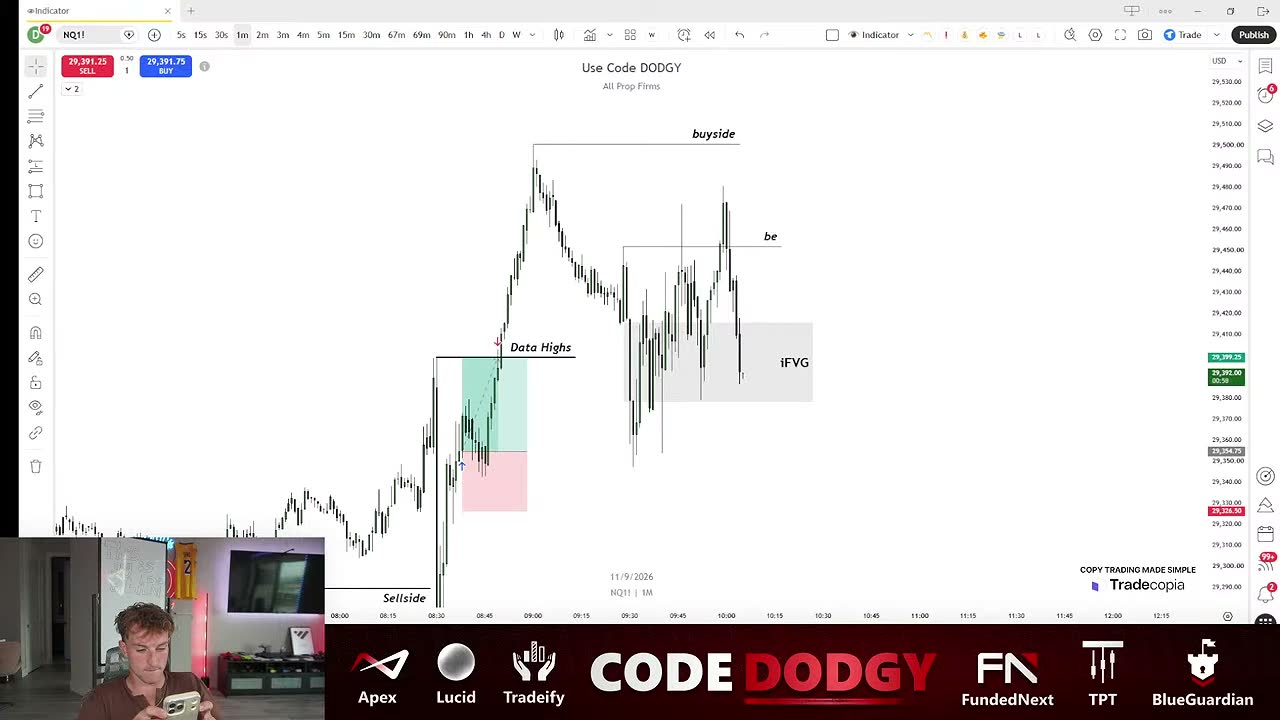 Indicator
D
19
NQ1!
5s 15s 30s 1m 2m 3m 4m 5m 15m 30m 67m 69m 90m 1h 4h D W
w
Indicator
L L
Trade
Publish
29,391.25
SELL
0.50
1
29,391.75
BUY
2
Use Code DODGY
All Prop Firms
USD
6
buyside
be
Data Highs
iFVG
Sellside
29,530.00
29,520.00
29,510.00
29,500.00
29,490.00
29,480.00
29,470.00
29,460.00
29,450.00
29,440.00
29,430.00
29,420.00
29,410.00
29,399.25
29,392.00
00:58
29,380.00
29,370.00
29,360.00
29,354.75
29,350.00
29,340.00
29,330.00
29,326.50
29,320.00
29,310.00
29,300.00
29,290.00
99+
2
11/9/2026
NQ1! | 1M
COPY TRADING MADE SIMPLE
Tradecopia
08:00 08:15 08:30 08:45 09:00 09:15 09:30 09:45 10:00 10:15 10:30 10:45 11:00 11:15 11:30 11:45 12:00 12:15
CODE DODGY
Apex
Lucid
Tradeify
FundedNext
TPT
BlueGuardian